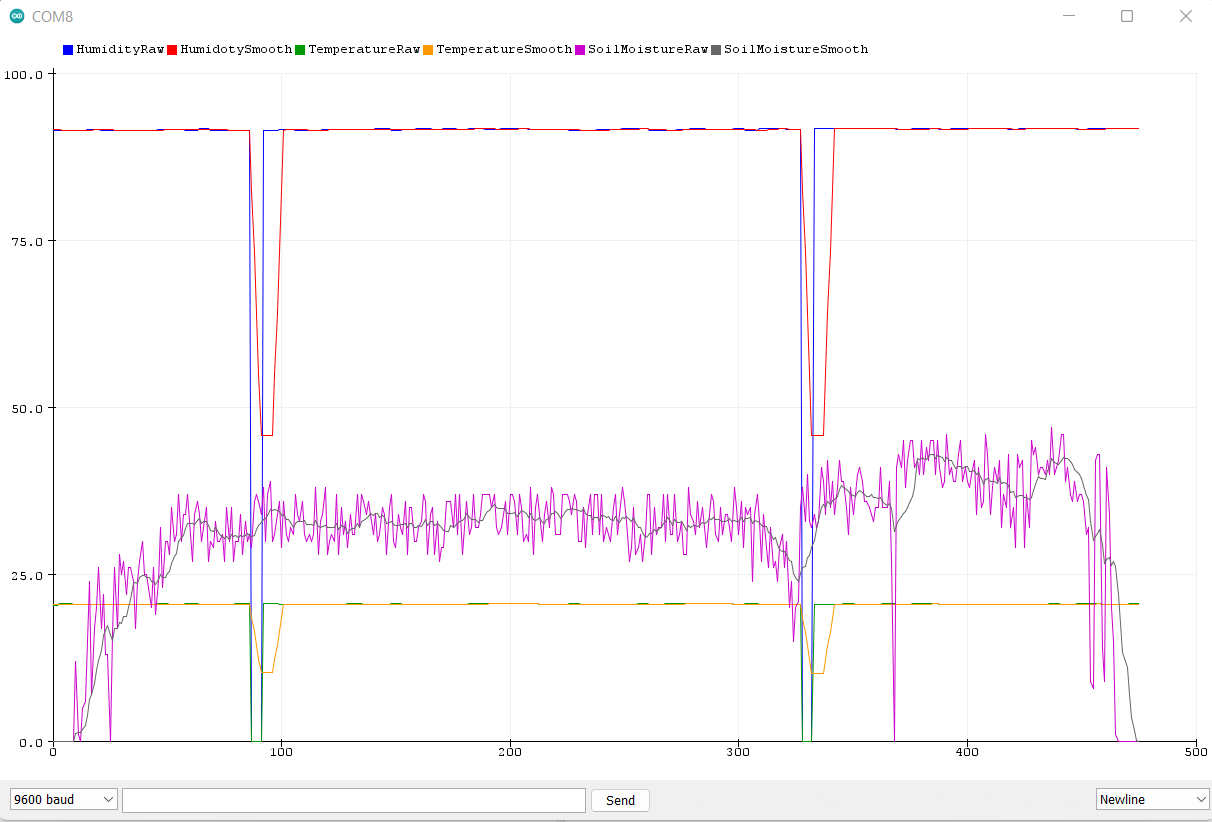 COM8
HumidityRaw HumidotySmooth TemperatureRaw TemperatureSmooth SoilMoistureRaw SoilMoistureSmooth
100.0
75.0
50.0
25.0
0.0
0 100 200 300 400 500
9600 baud Send Newline